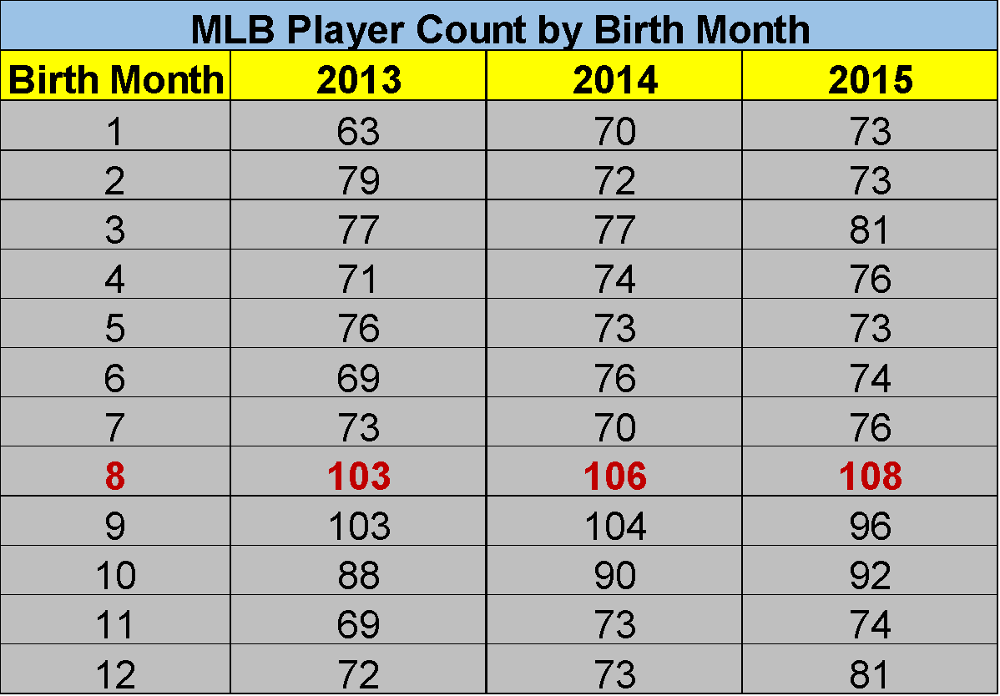 MLB Player Count by Birth Month
Birth Month 2013 2014 2015
1 63 70 73
2 79 72 73
3 77 77 81
4 71 74 76
5 76 73 73
6 69 76 74
7 73 70 76
8 103 106 108
9 103 104 96
10 88 90 92
11 69 73 74
12 72 73 81